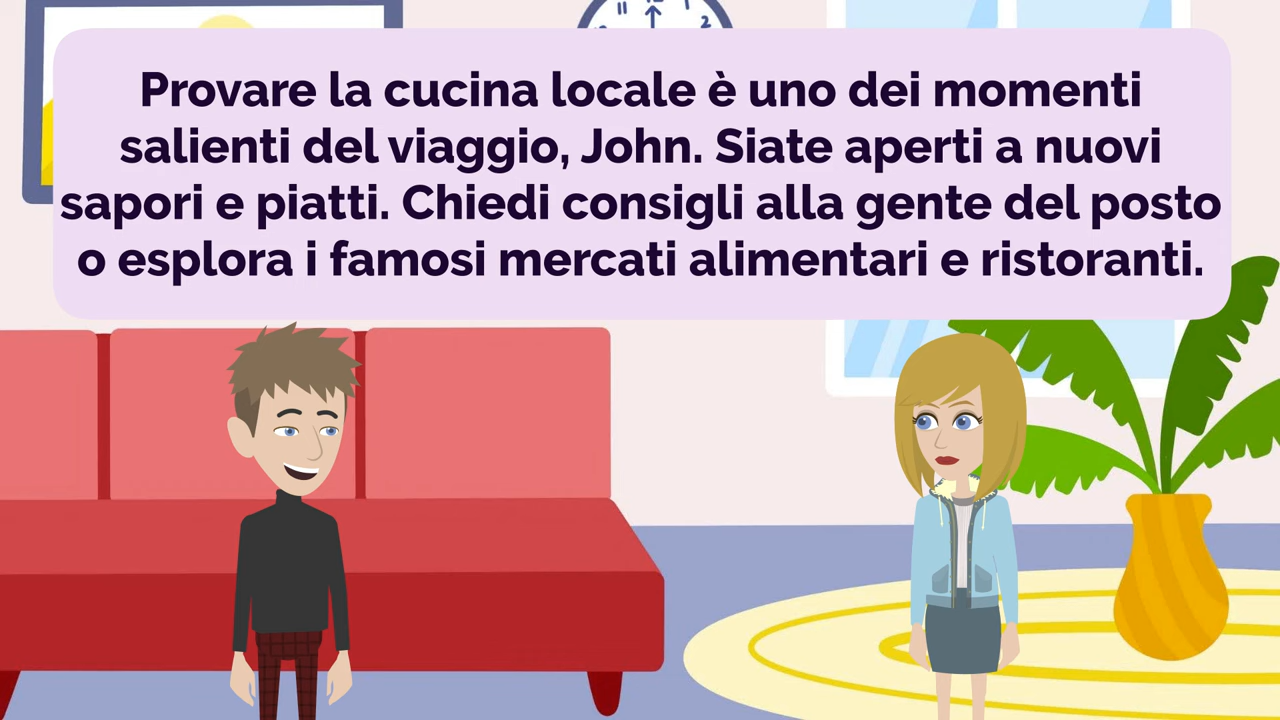 Provare la cucina locale è uno dei momenti
salienti del viaggio, John. Siate aperti a nuovi
sapori e piatti. Chiedi consigli alla gente del posto
o esplora i famosi mercati alimentari e ristoranti.